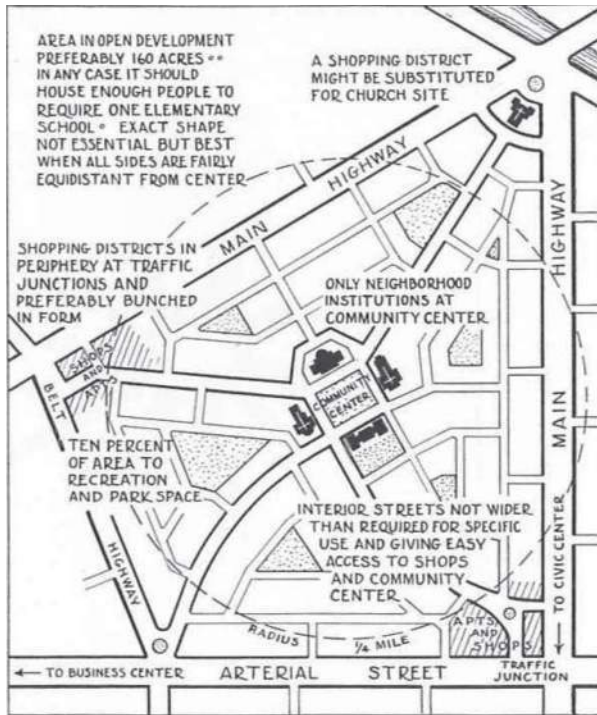 AREA IN OPEN DEVELOPMENT
PREFERABLY 160 ACRES ••
IN ANY CASE IT SHOULD
HOUSE ENOUGH PEOPLE TO
REQUIRE ONE ELEMENTARY
SCHOOL • EXACT SHAPE
NOT ESSENTIAL BUT BEST
WHEN ALL SIDES ARE FAIRLY
EQUIDISTANT FROM CENTER
A SHOPPING DISTRICT
MIGHT BE SUBSTITUTED
FOR CHURCH SITE
MAIN HIGHWAY
HIGHWAY
MAIN
SHOPPING DISTRICTS IN
PERIPHERY AT TRAFFIC
JUNCTIONS AND
PREFERABLY BUNCHED
IN FORM
ONLY NEIGHBORHOOD
INSTITUTIONS AT
COMMUNITY CENTER
SHOPS
AND
APTS
BELT
HIGHWAY
COMMUNITY
CENTER
TEN PERCENT
OF AREA TO
RECREATION
AND PARK SPACE
INTERIOR STREETS NOT WIDER
THAN REQUIRED FOR SPECIFIC
USE AND GIVING EASY
ACCESS TO SHOPS
AND COMMUNITY
CENTER
→ TO CIVIC CENTER
RADIUS 1/4 MILE
APTS
AND
SHOPS
TRAFFIC
JUNCTION
← TO BUSINESS CENTER
ARTERIAL STREET